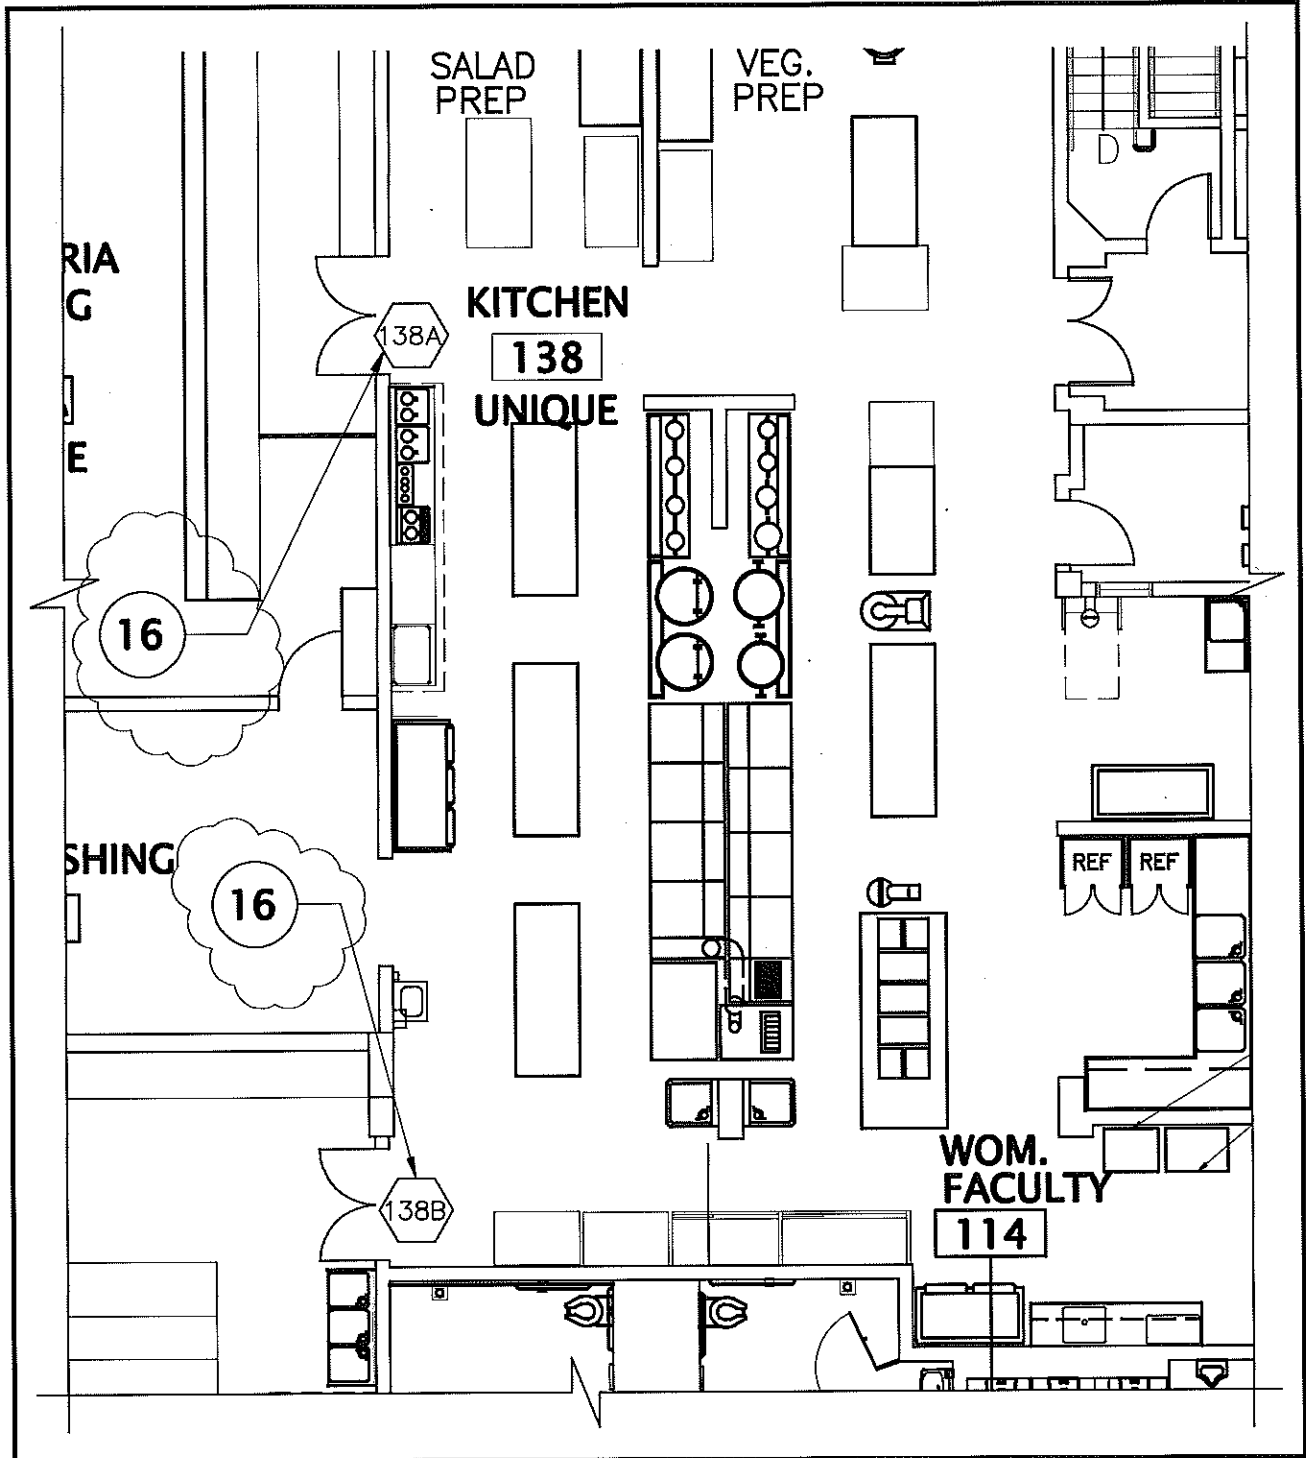 SALAD
PREP
VEG.
PREP
D
RIA
G
E
138A
KITCHEN
138
UNIQUE
16
SHING
16
REF
REF
138B
WOM.
FACULTY
114